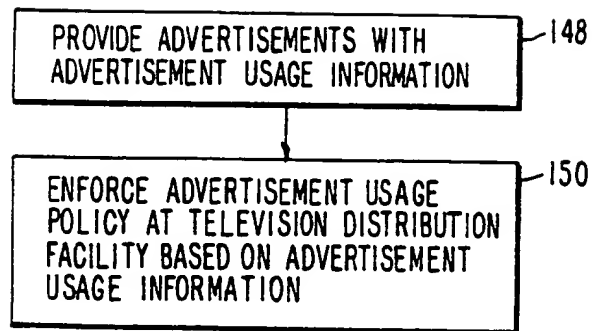 PROVIDE ADVERTISEMENTS WITH
ADVERTISEMENT USAGE INFORMATION
148
ENFORCE ADVERTISEMENT USAGE
POLICY AT TELEVISION DISTRIBUTION
FACILITY BASED ON ADVERTISEMENT
USAGE INFORMATION
150